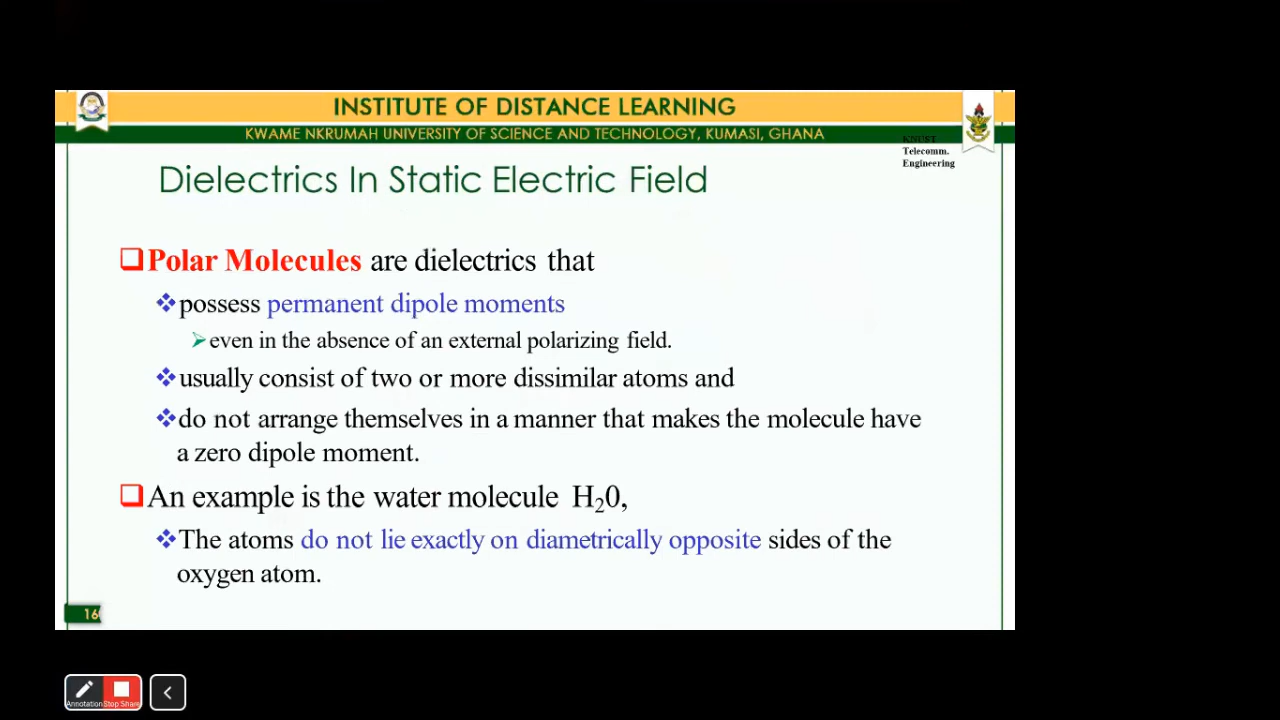 INSTITUTE OF DISTANCE LEARNING
KWAME NKRUMAH UNIVERSITY OF SCIENCE AND TECHNOLOGY, KUMASI, GHANA
KNUST
Telecomm.
Engineering
Dielectrics In Static Electric Field
Polar Molecules are dielectrics that
possess permanent dipole moments
even in the absence of an external polarizing field.
usually consist of two or more dissimilar atoms and
do not arrange themselves in a manner that makes the molecule have
a zero dipole moment.
An example is the water molecule H₂0,
The atoms do not lie exactly on diametrically opposite sides of the
oxygen atom.
16
Annotation Stop Share